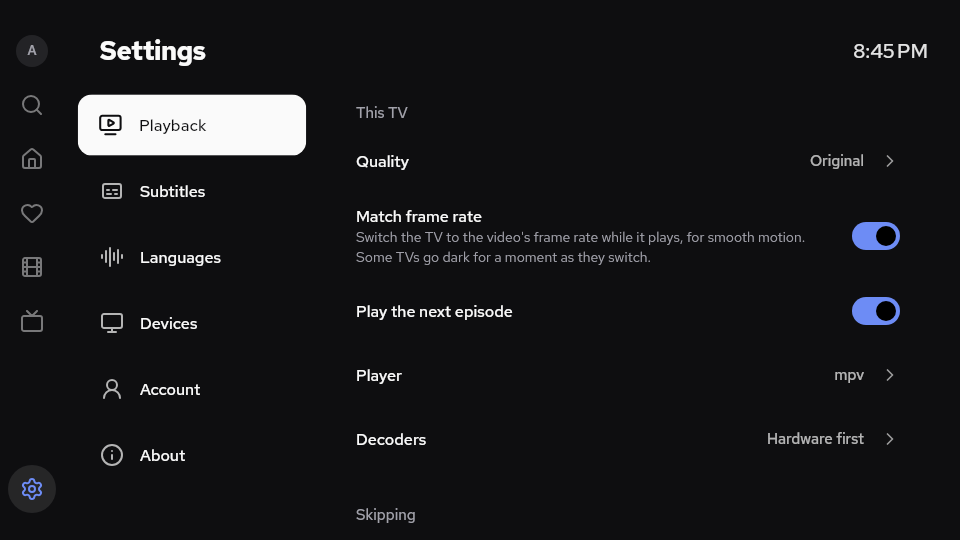 A
Settings
8:45 PM
Playback
Subtitles
Languages
Devices
Account
About
This TV
Quality
Original
Match frame rate
Switch the TV to the video's frame rate while it plays, for smooth motion.
Some TVs go dark for a moment as they switch.
Play the next episode
Player
mpv
Decoders
Hardware first
Skipping